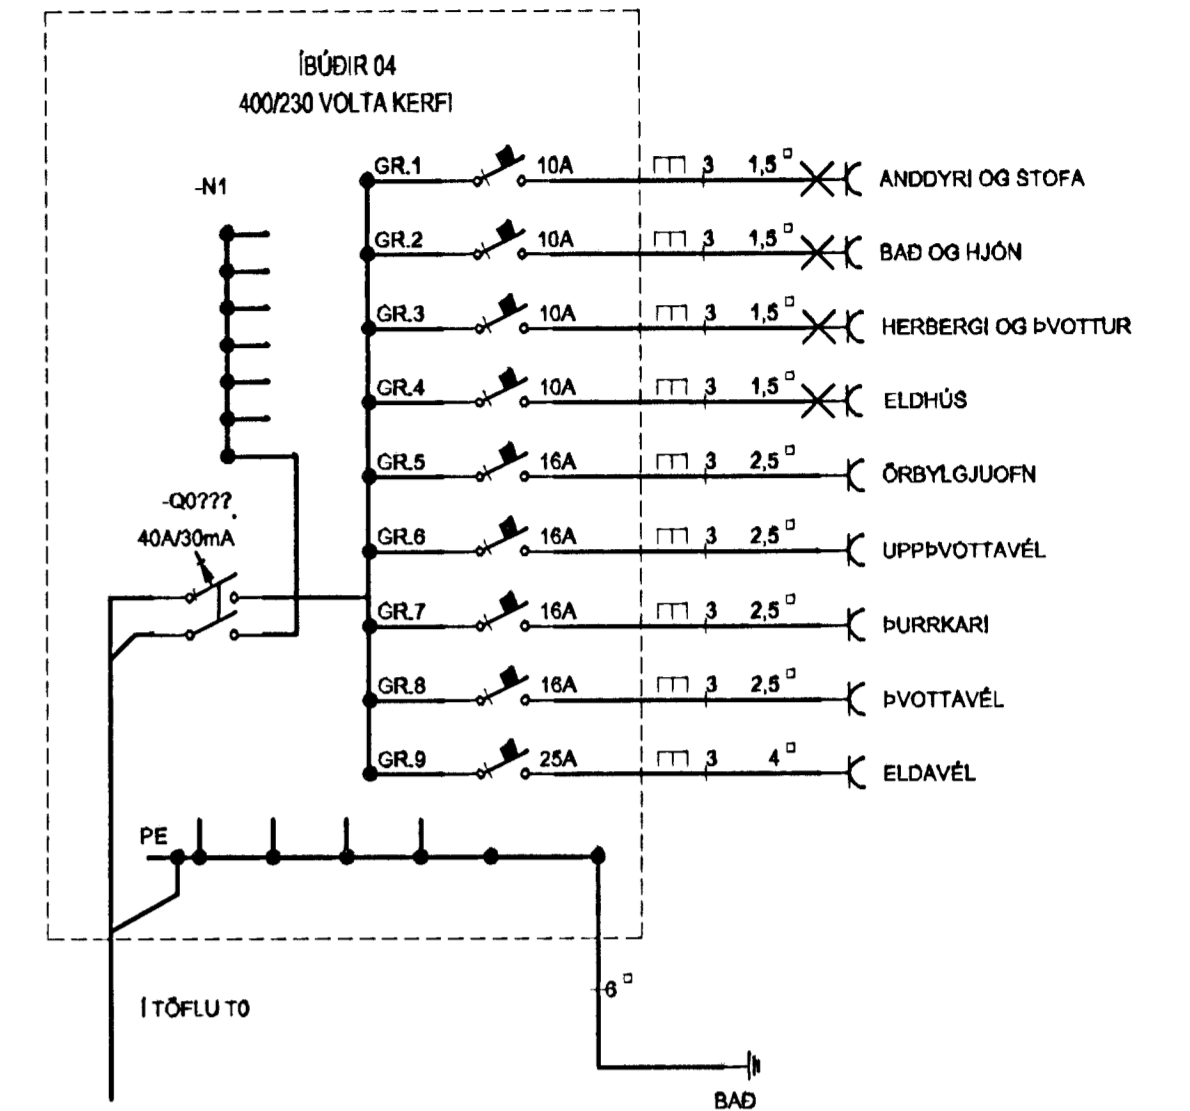 ÍBÚÐIR 04
400/230 VOLTA KERFI
-N1
GR.1 10A 3 1,5 □ ANDDYRI OG STOFA
GR.2 10A 3 1,5 □ BAÐ OG HJÓN
GR.3 10A 3 1,5 □ HERBERGI OG ÞVOTTUR
GR.4 10A 3 1,5 □ ELDHÚS
GR.5 16A 3 2,5 □ ÖRBYLGJUOFN
-Q0???
40A/30mA
GR.6 16A 3 2,5 □ UPPÞVOTTAVÉL
GR.7 16A 3 2,5 □ ÞURRKARI
GR.8 16A 3 2,5 □ ÞVOTTAVÉL
GR.9 25A 3 4 □ ELDAVÉL
PE
6 □
Í TÖFLU T0
BAÐ